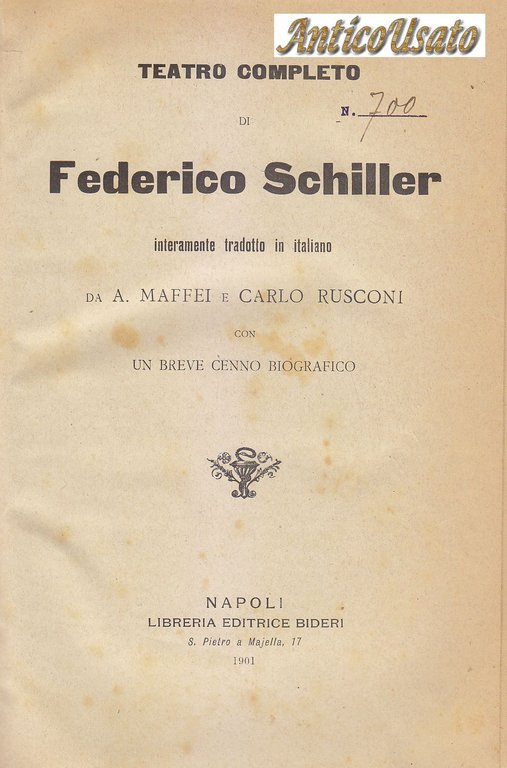 AnticoUsato
TEATRO COMPLETO
N. 700
DI
Federico Schiller
interamente tradotto in italiano
DA A. MAFFEI E CARLO RUSCONI
CON
UN BREVE CENNO BIOGRAFICO
NAPOLI
LIBRERIA EDITRICE BIDERI
S. Pietro a Majella, 17
1901